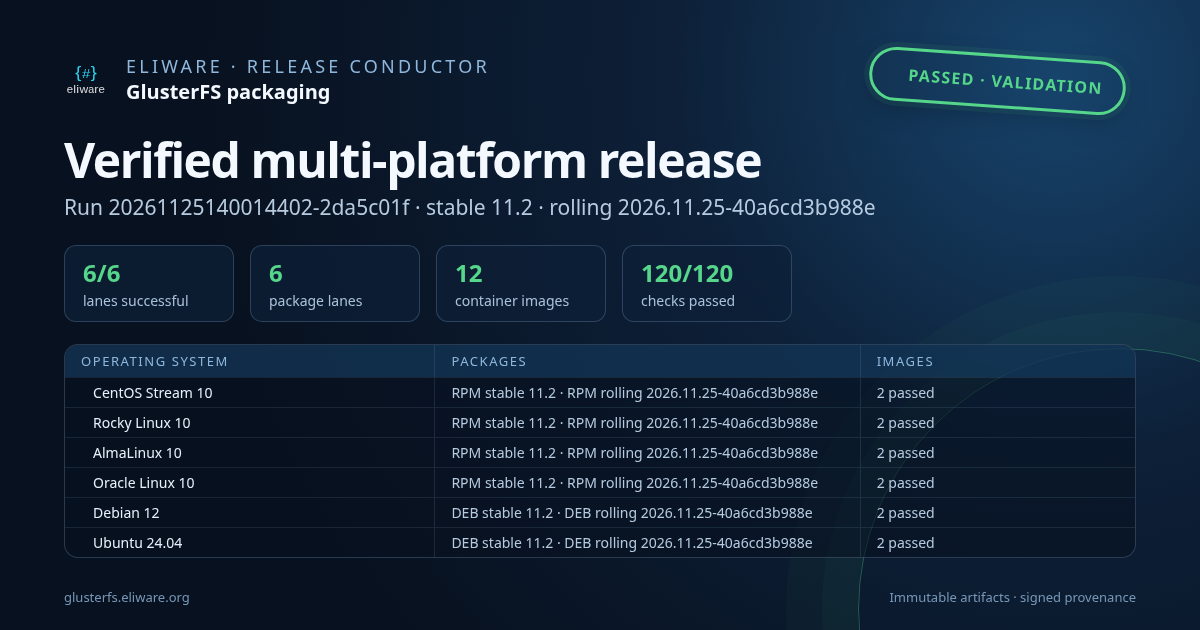 {#}
eliware
ELIWARE · RELEASE CONDUCTOR
GlusterFS packaging
PASSED · VALIDATION
Verified multi-platform release
Run 20261125140014402-2da5c01f · stable 11.2 · rolling 2026.11.25-40a6cd3b988e
6/6
lanes successful
6
package lanes
12
container images
120/120
checks passed
OPERATING SYSTEM PACKAGES IMAGES
CentOS Stream 10 RPM stable 11.2 · RPM rolling 2026.11.25-40a6cd3b988e 2 passed
Rocky Linux 10 RPM stable 11.2 · RPM rolling 2026.11.25-40a6cd3b988e 2 passed
AlmaLinux 10 RPM stable 11.2 · RPM rolling 2026.11.25-40a6cd3b988e 2 passed
Oracle Linux 10 RPM stable 11.2 · RPM rolling 2026.11.25-40a6cd3b988e 2 passed
Debian 12 DEB stable 11.2 · DEB rolling 2026.11.25-40a6cd3b988e 2 passed
Ubuntu 24.04 DEB stable 11.2 · DEB rolling 2026.11.25-40a6cd3b988e 2 passed
glusterfs.eliware.org
Immutable artifacts · signed provenance